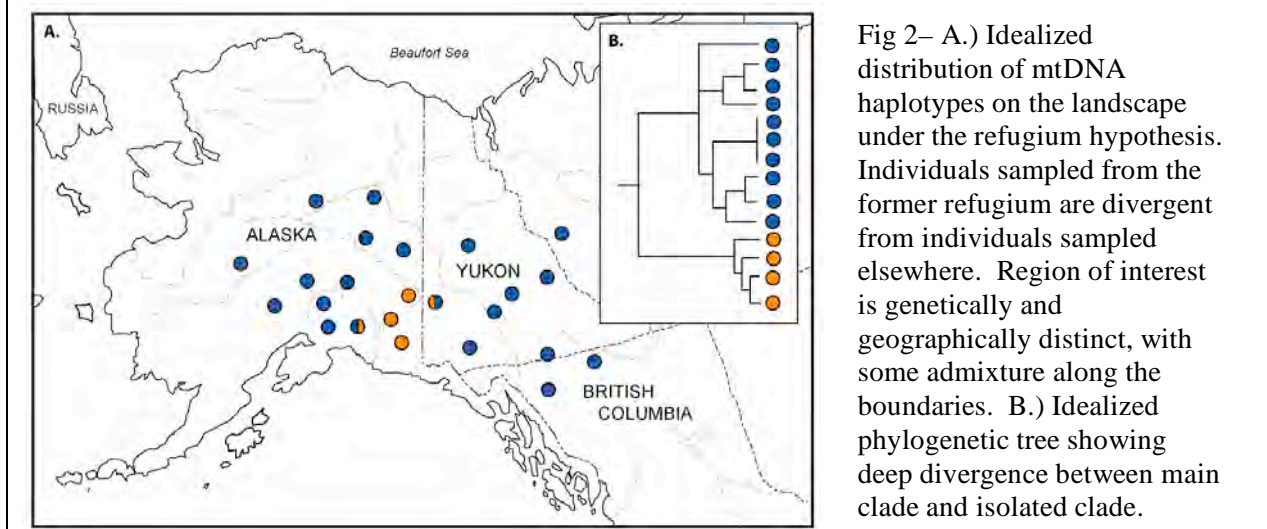 A.
Beaufort Sea
B.
RUSSIA
ALASKA
YUKON
BRITISH
COLUMBIA
Fig 2– A.) Idealized
distribution of mtDNA
haplotypes on the landscape
under the refugium hypothesis.
Individuals sampled from the
former refugium are divergent
from individuals sampled
elsewhere. Region of interest
is genetically and
geographically distinct, with
some admixture along the
boundaries. B.) Idealized
phylogenetic tree showing
deep divergence between main
clade and isolated clade.